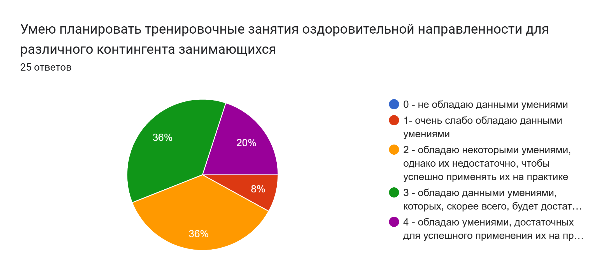 Умею планировать тренировочные занятия оздоровительной направленности для
различного контингента занимающихся
25 ответов
36%
20%
8%
36%
0 - не обладаю данными умениями
1- очень слабо обладаю данными
умениями
2 - обладаю некоторыми умениями,
однако их недостаточно, чтобы
успешно применять их на практике
3 - обладаю данными умениями,
которых, скорее всего, будет достат…
4 - обладаю умениями, достаточных
для успешного применения их на пр…